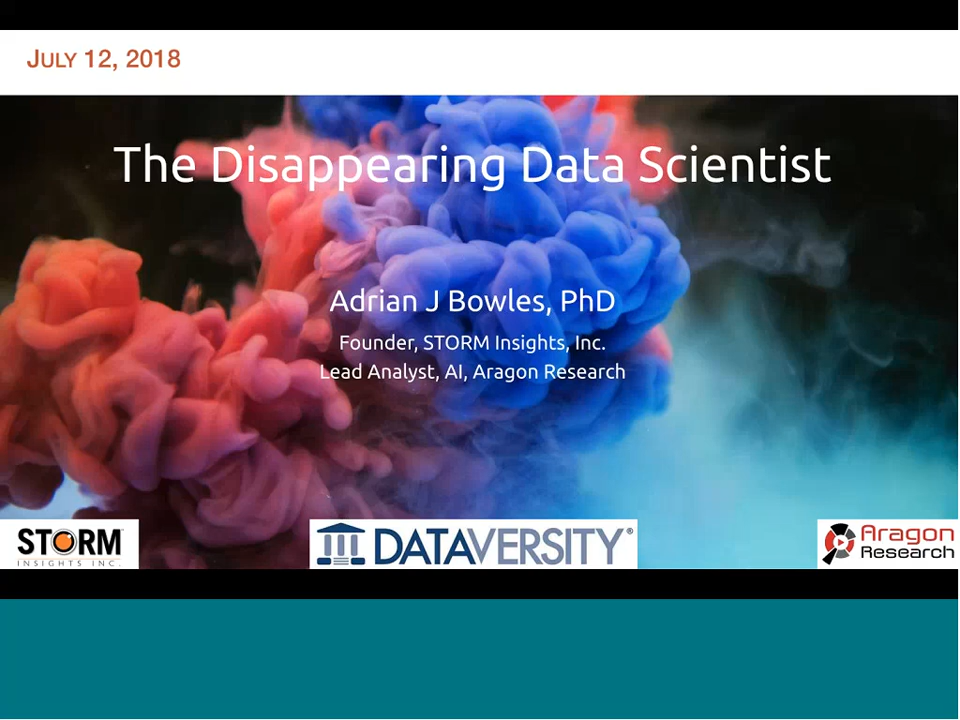 JULY 12, 2018
The Disappearing Data Scientist
Adrian J Bowles, PhD
Founder, STORM Insights, Inc.
Lead Analyst, AI, Aragon Research
STORM
INSIGHTS INC.
DATAVERSITY®
Aragon
Research